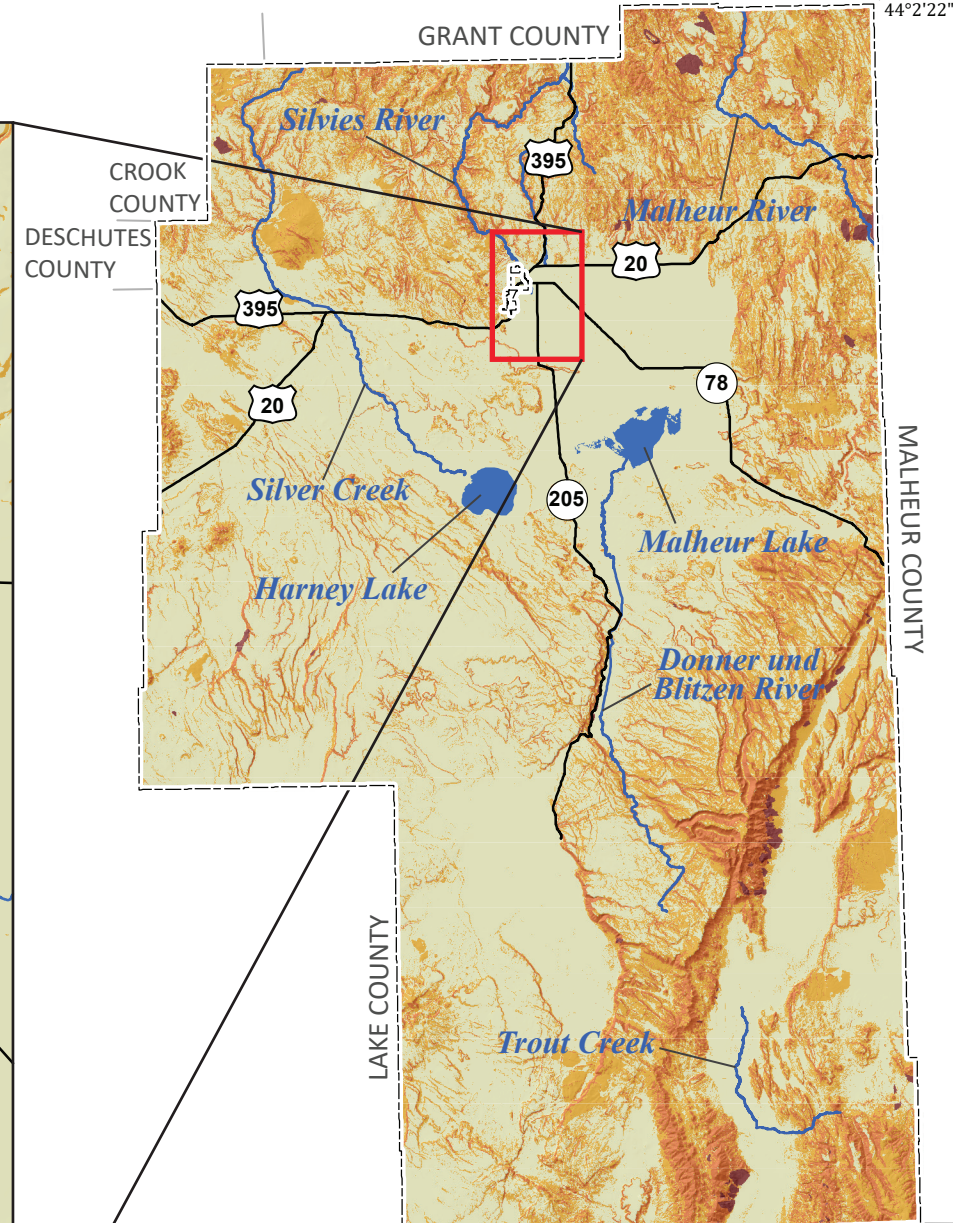 44°2'22"
GRANT COUNTY
Silvies River
395
CROOK
COUNTY
Malheur River
DESCHUTES
COUNTY
20
395
78
20
Silver Creek
205
Malheur Lake
MALHEUR COUNTY
Harney Lake
Donner und
Blitzen River
LAKE COUNTY
Trout Creek